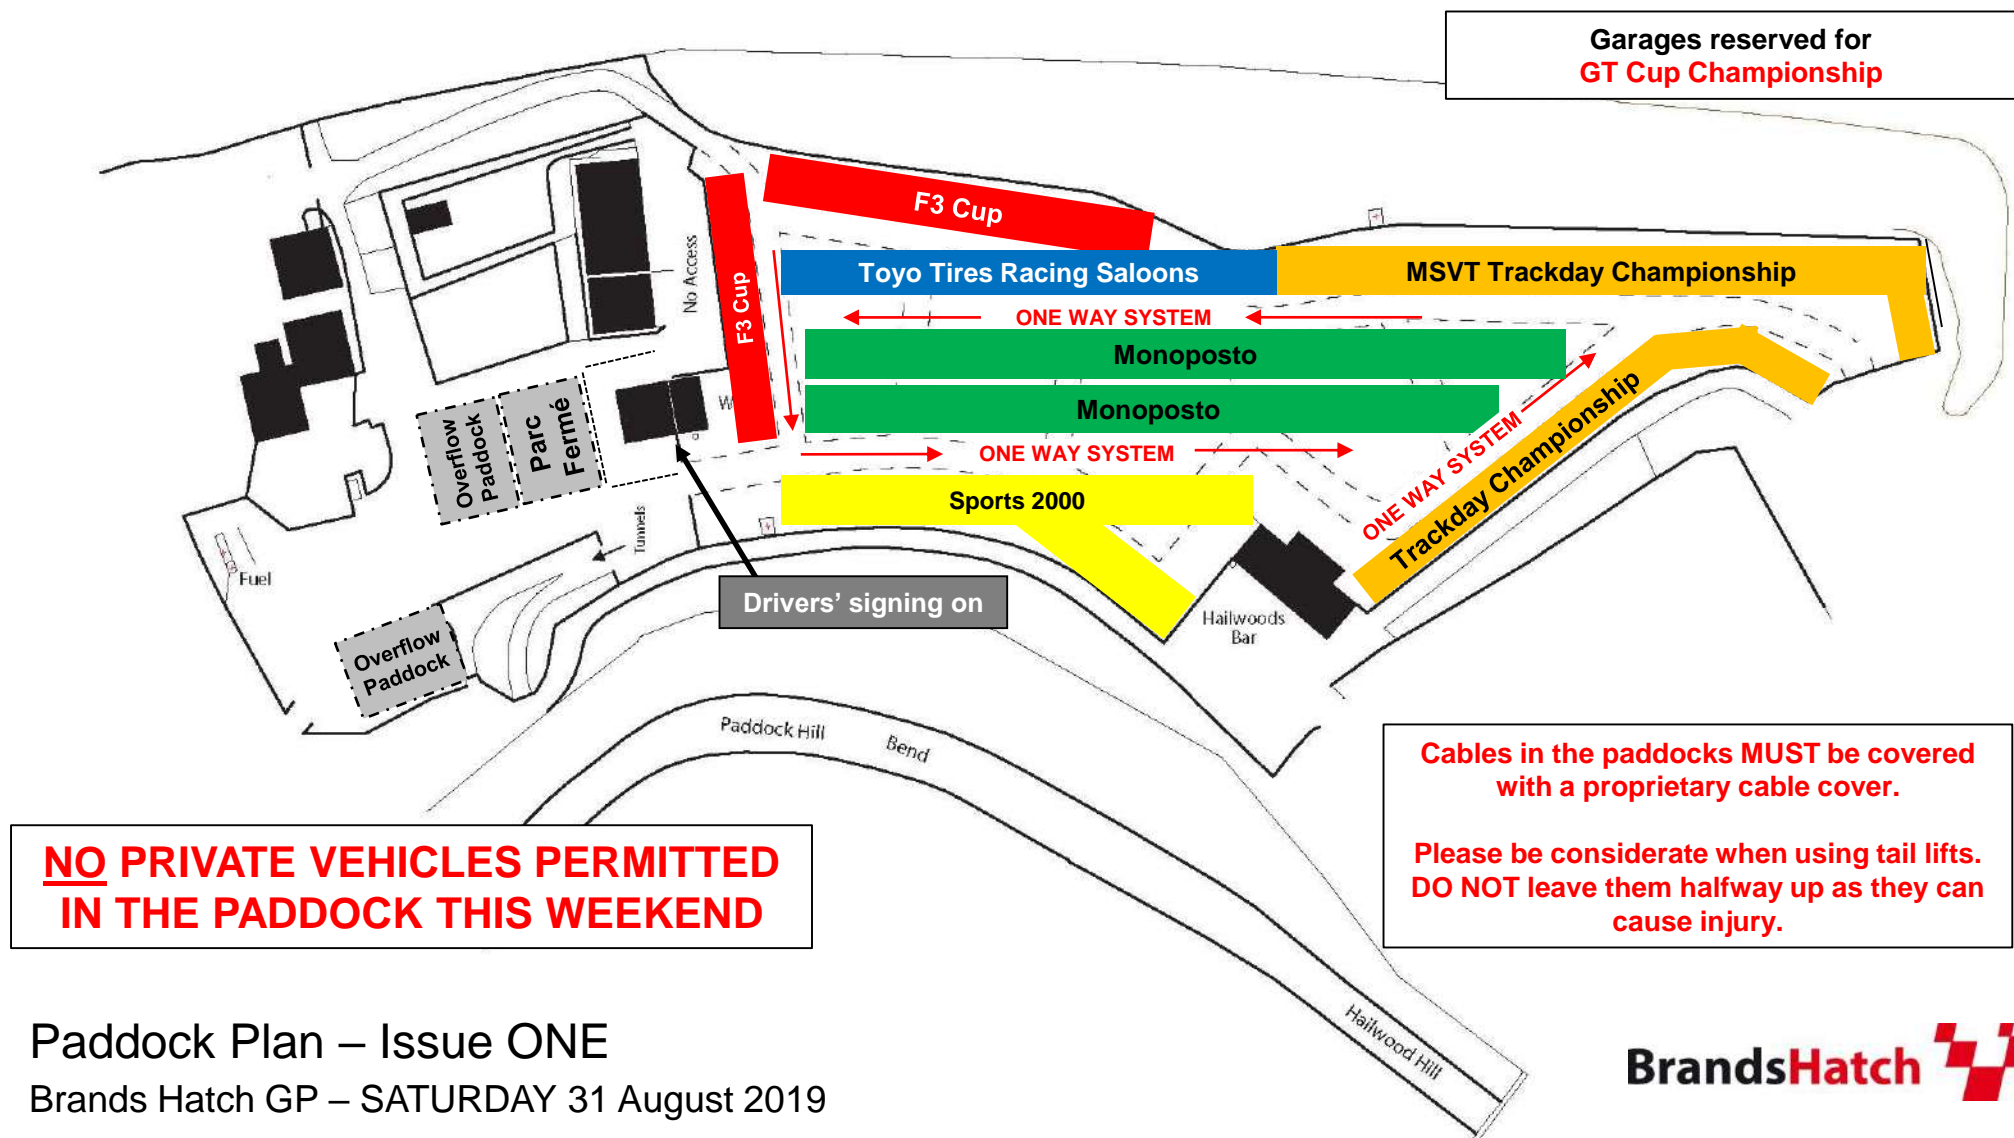 Garages reserved for
GT Cup Championship
F3 Cup
No Access
F3 Cup
Toyo Tires Racing Saloons
MSVT Trackday Championship
ONE WAY SYSTEM
Monoposto
Monoposto
ONE WAY SYSTEM
ONE WAY SYSTEM
Trackday Championship
Overflow
Paddock
Parc
Fermé
Sports 2000
Tunnels
Fuel
Drivers’ signing on
Hailwoods
Bar
Overflow
Paddock
Paddock Hill
Bend
Hailwood Hill
Cables in the paddocks MUST be covered
with a proprietary cable cover.
Please be considerate when using tail lifts.
DO NOT leave them halfway up as they can
cause injury.
NO PRIVATE VEHICLES PERMITTED
IN THE PADDOCK THIS WEEKEND
Paddock Plan – Issue ONE
Brands Hatch GP – SATURDAY 31 August 2019
BrandsHatch